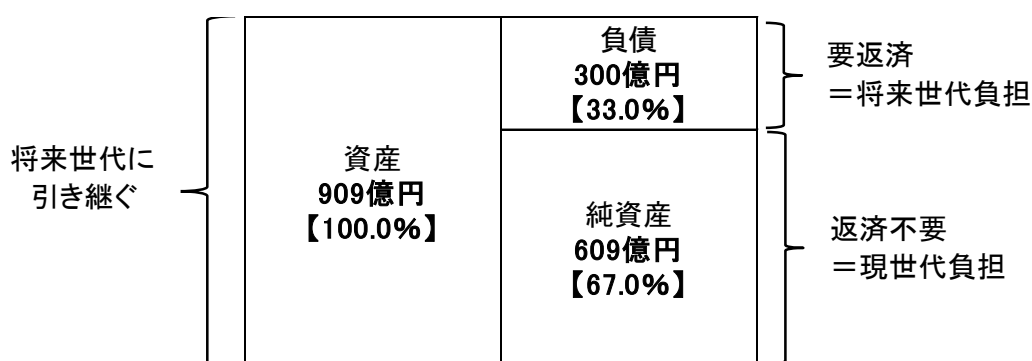 将来世代に
引き継ぐ
資産
909億円
【100.0%】
負債
300億円
【33.0%】
純資産
609億円
【67.0%】
要返済
＝将来世代負担
返済不要
＝現世代負担